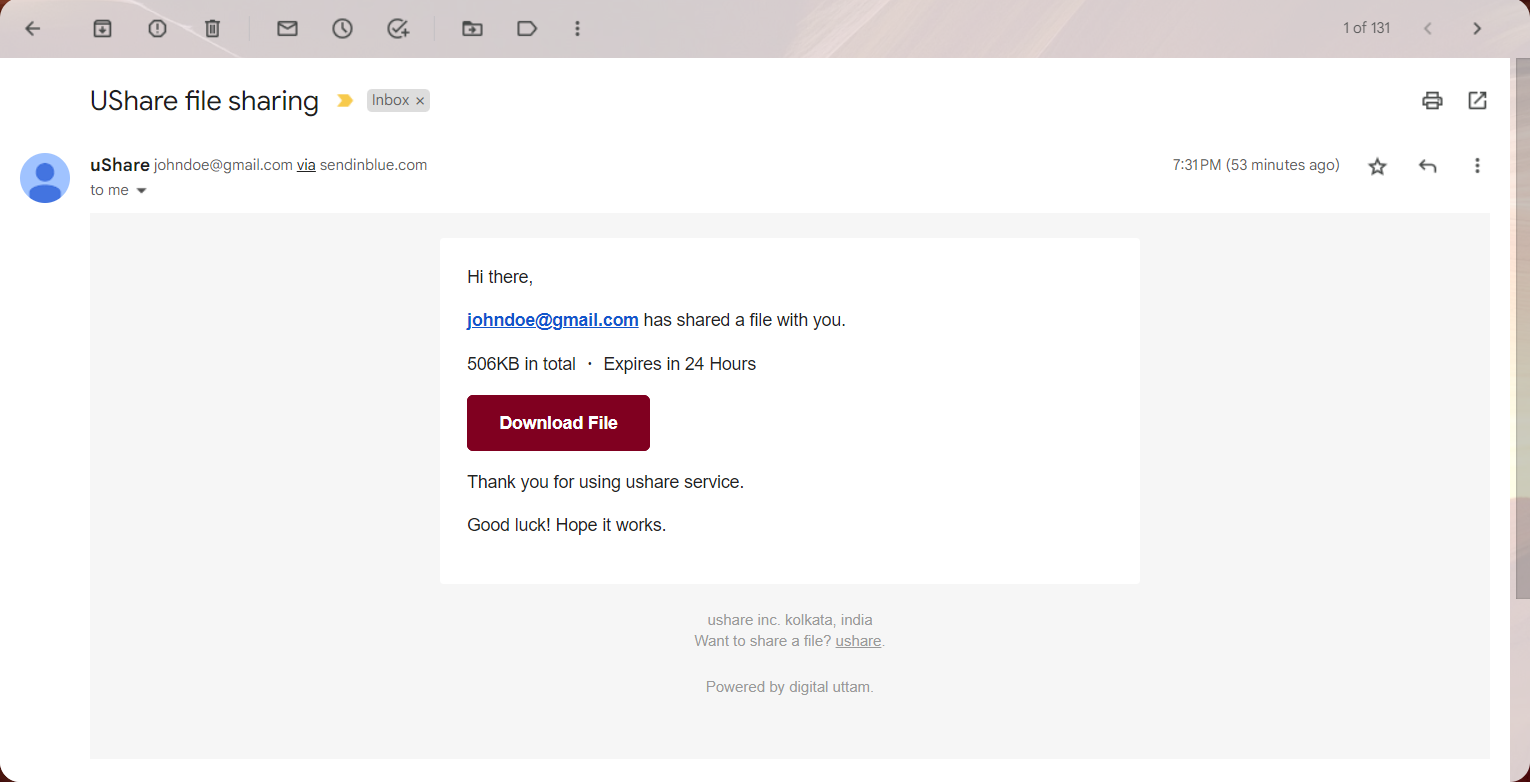 1 of 131
UShare file sharing Inbox ×
uShare johndoe@gmail.com via sendinblue.com 7:31 PM (53 minutes ago)
to me
Hi there,
johndoe@gmail.com has shared a file with you.
506KB in total · Expires in 24 Hours
Download File
Thank you for using ushare service.
Good luck! Hope it works.
ushare inc. kolkata, india
Want to share a file? ushare.
Powered by digital uttam.